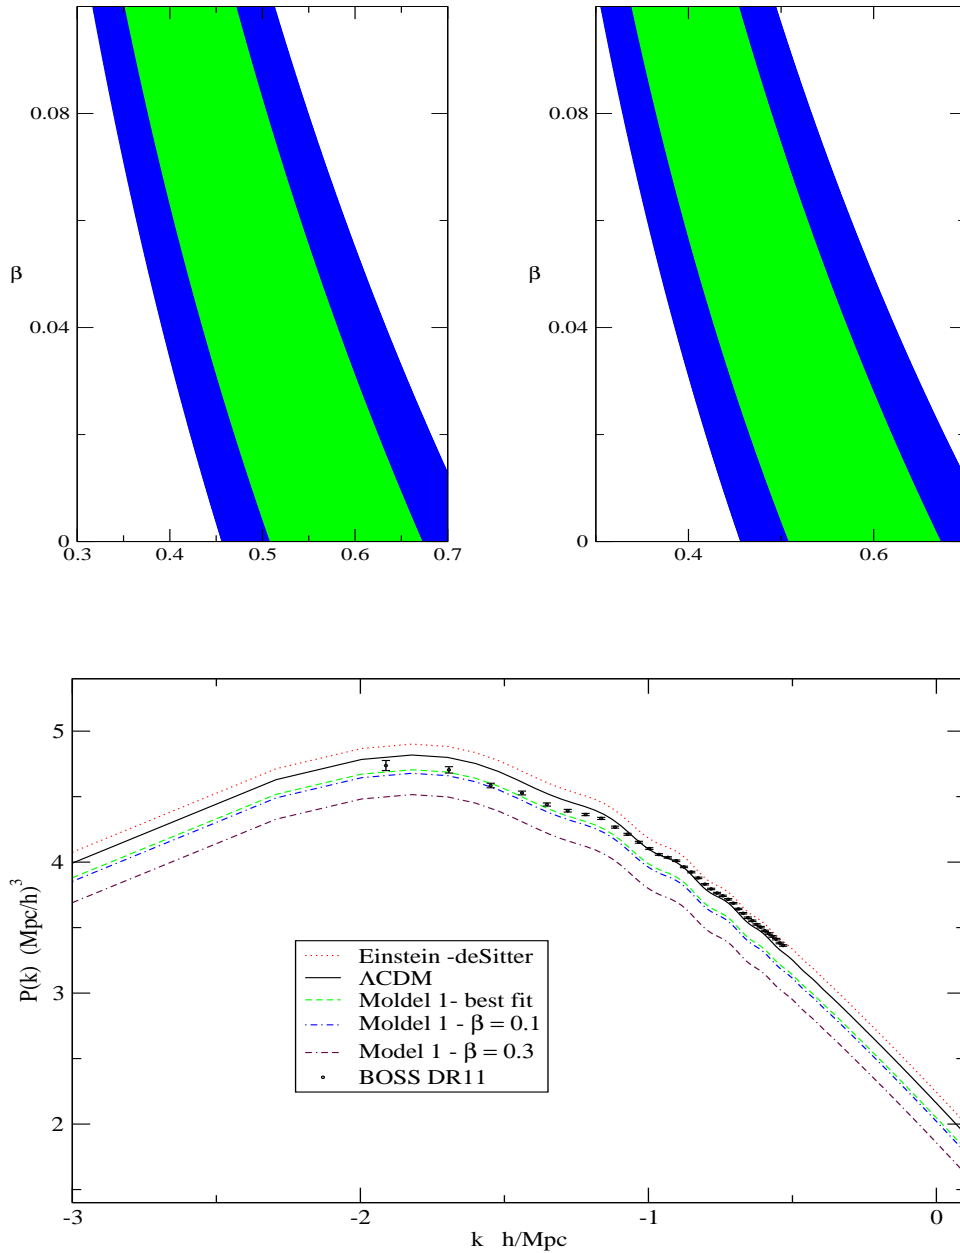 0.08
0.04
0
β
0.3
0.4
0.5
0.6
0.7
0.08
0.04
0
β
0.4
0.6
5
4
3
2
P(k) (Mpc/h)³
Einstein -deSitter
ΛCDM
Moldel 1- best fit
Moldel 1 - β = 0.1
Model 1 - β = 0.3
BOSS DR11
-3
-2
-1
0
k h/Mpc